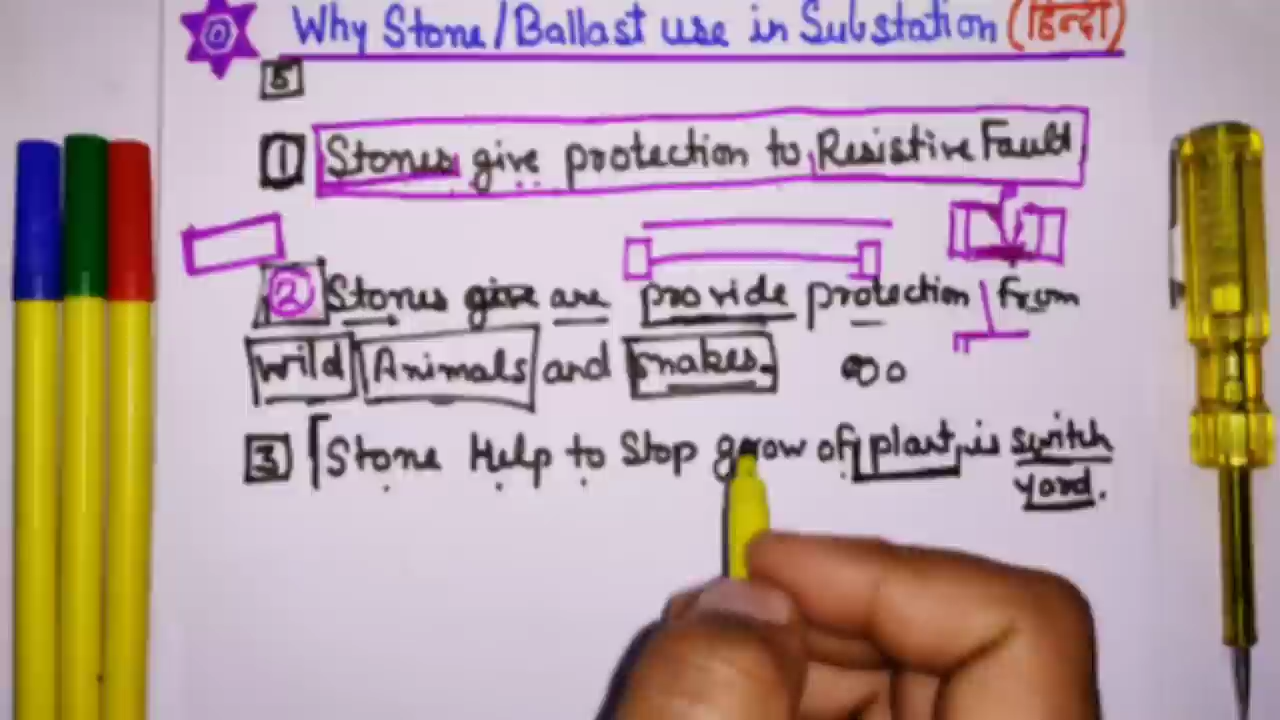 Why Stone/Ballast use in Substation (हिन्दी)
5
1 Stones give protection to Resistive Fault
2 Stones give are provide protection from
wild Animals and snakes.
3 Stone Help to Stop grow of plast is switch
yard.